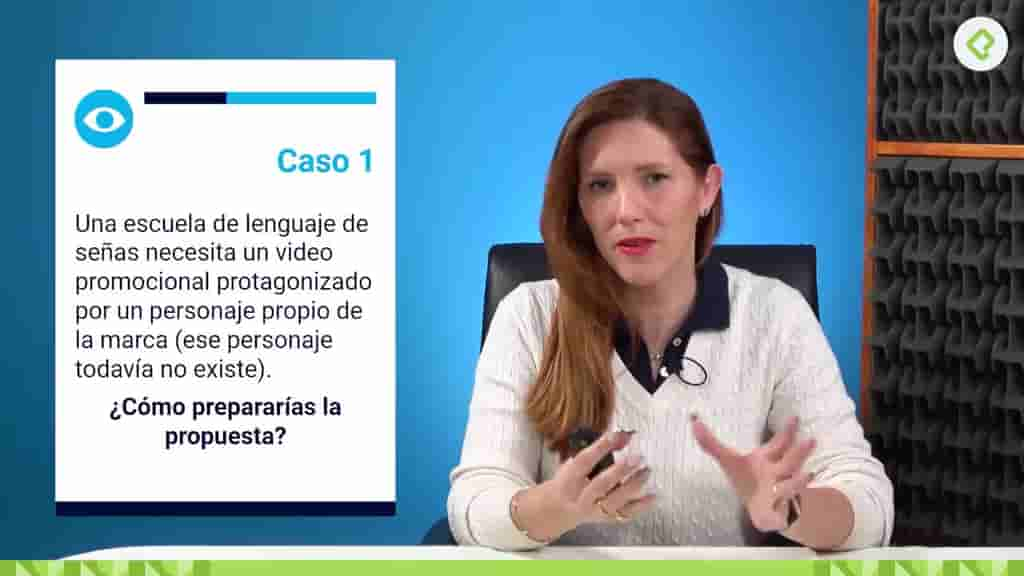 Caso 1
Una escuela de lenguaje de
señas necesita un video
promocional protagonizado
por un personaje propio de
la marca (ese personaje
todavía no existe).
¿Cómo prepararías la
propuesta?